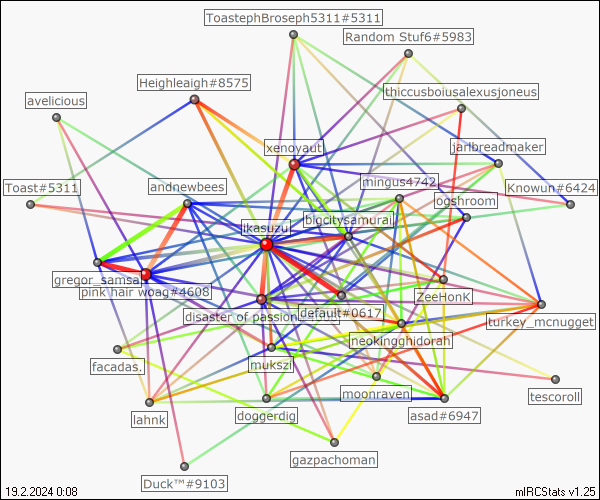 ToastephBroseph5311#5311
Random Stuf6#5983
Heighleaigh#8575
thiccusboiusalexusjoneus
avelicious
xenoyaut
jarlbreadmaker
mingus4742
Toast#5311
andnewbees
Knowun#6424
ogshroom
ikasuzu
bigcitysamurai
gregor_samsa
pink hair woag#4608
ZeeHonK
disaster of passion
default#0617
turkey_mcnugget
neokingghidorah
facadas.
mukszi
moonraven
tescoroll
lahnk
doggerdig
asad#6947
gazpachoman
Duck™#9103
19.2.2024 0:08
mIRCStats v1.25